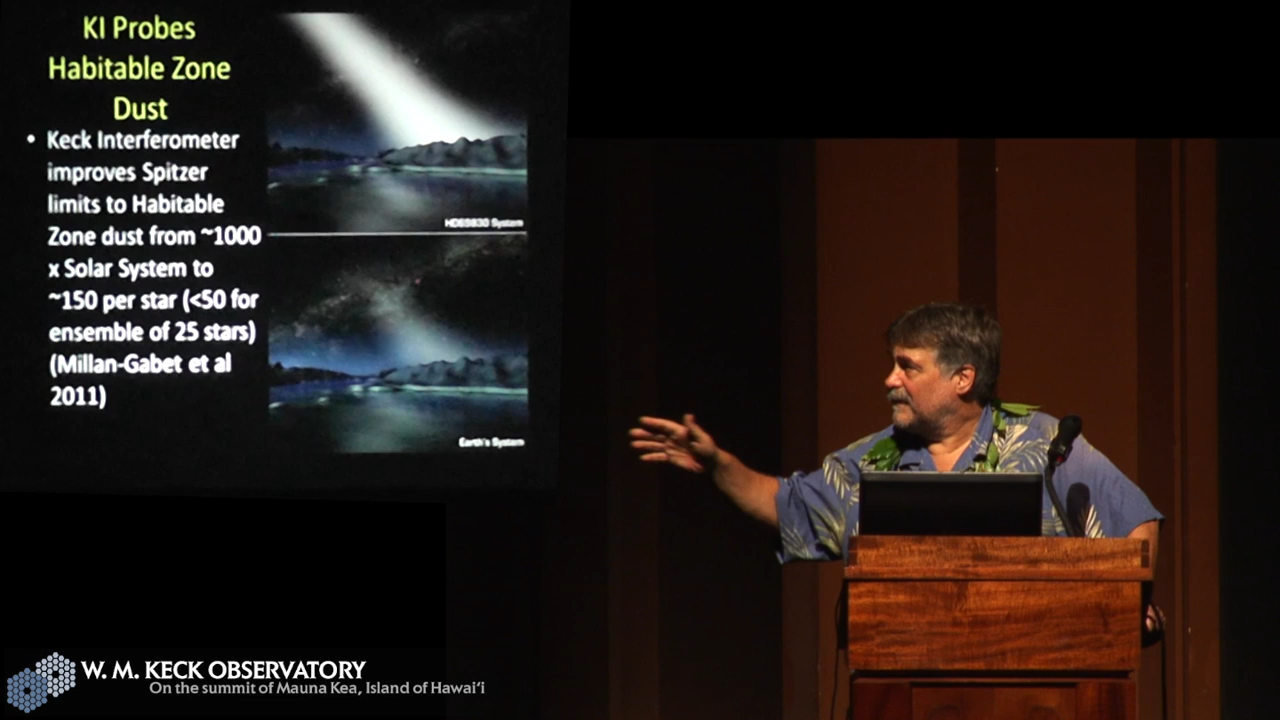 KI Probes
Habitable Zone
Dust
• Keck Interferometer
improves Spitzer
limits to Habitable
Zone dust from ~1000
x Solar System to
~150 per star (<50 for
ensemble of 25 stars)
(Millan-Gabet et al
2011)
HD69830 System
Earth's System
W. M. KECK OBSERVATORY
On the summit of Mauna Kea, Island of Hawai‘i